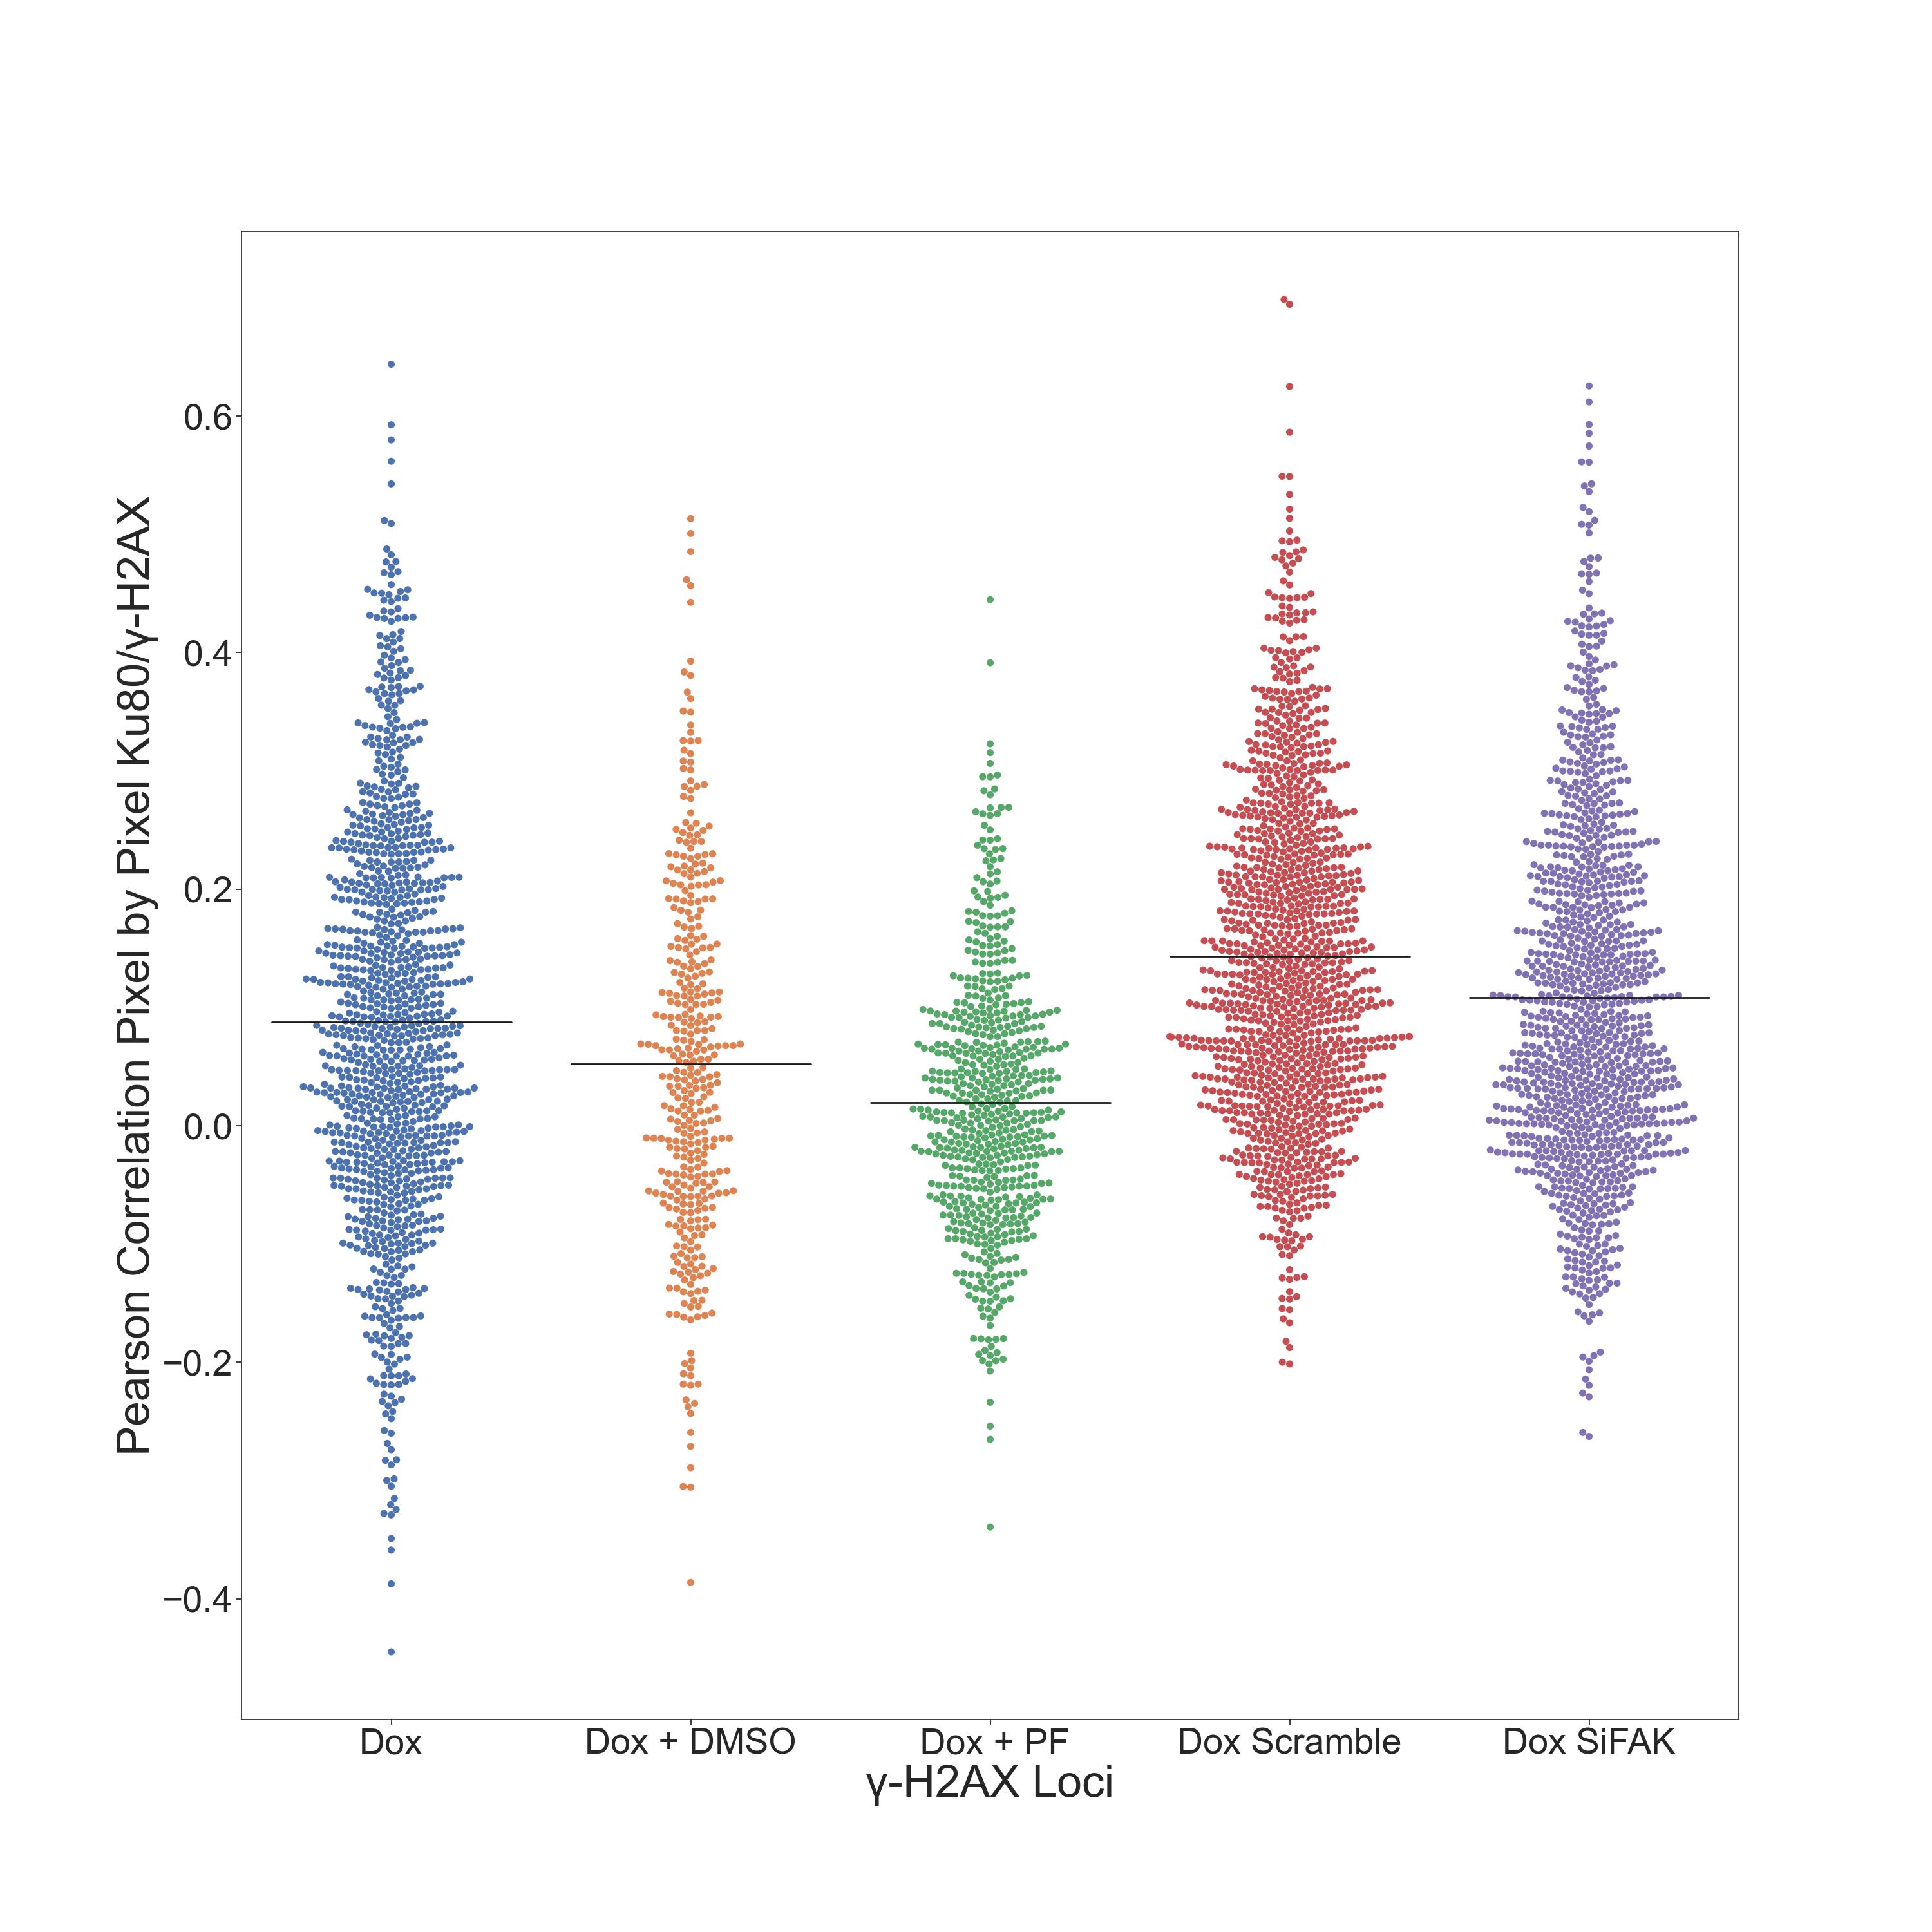 Pearson Correlation Pixel by Pixel Ku80/γ-H2AX
0.6
0.4
0.2
0.0
−0.2
−0.4
Dox
Dox + DMSO
Dox + PF
Dox Scramble
Dox SiFAK
γ-H2AX Loci